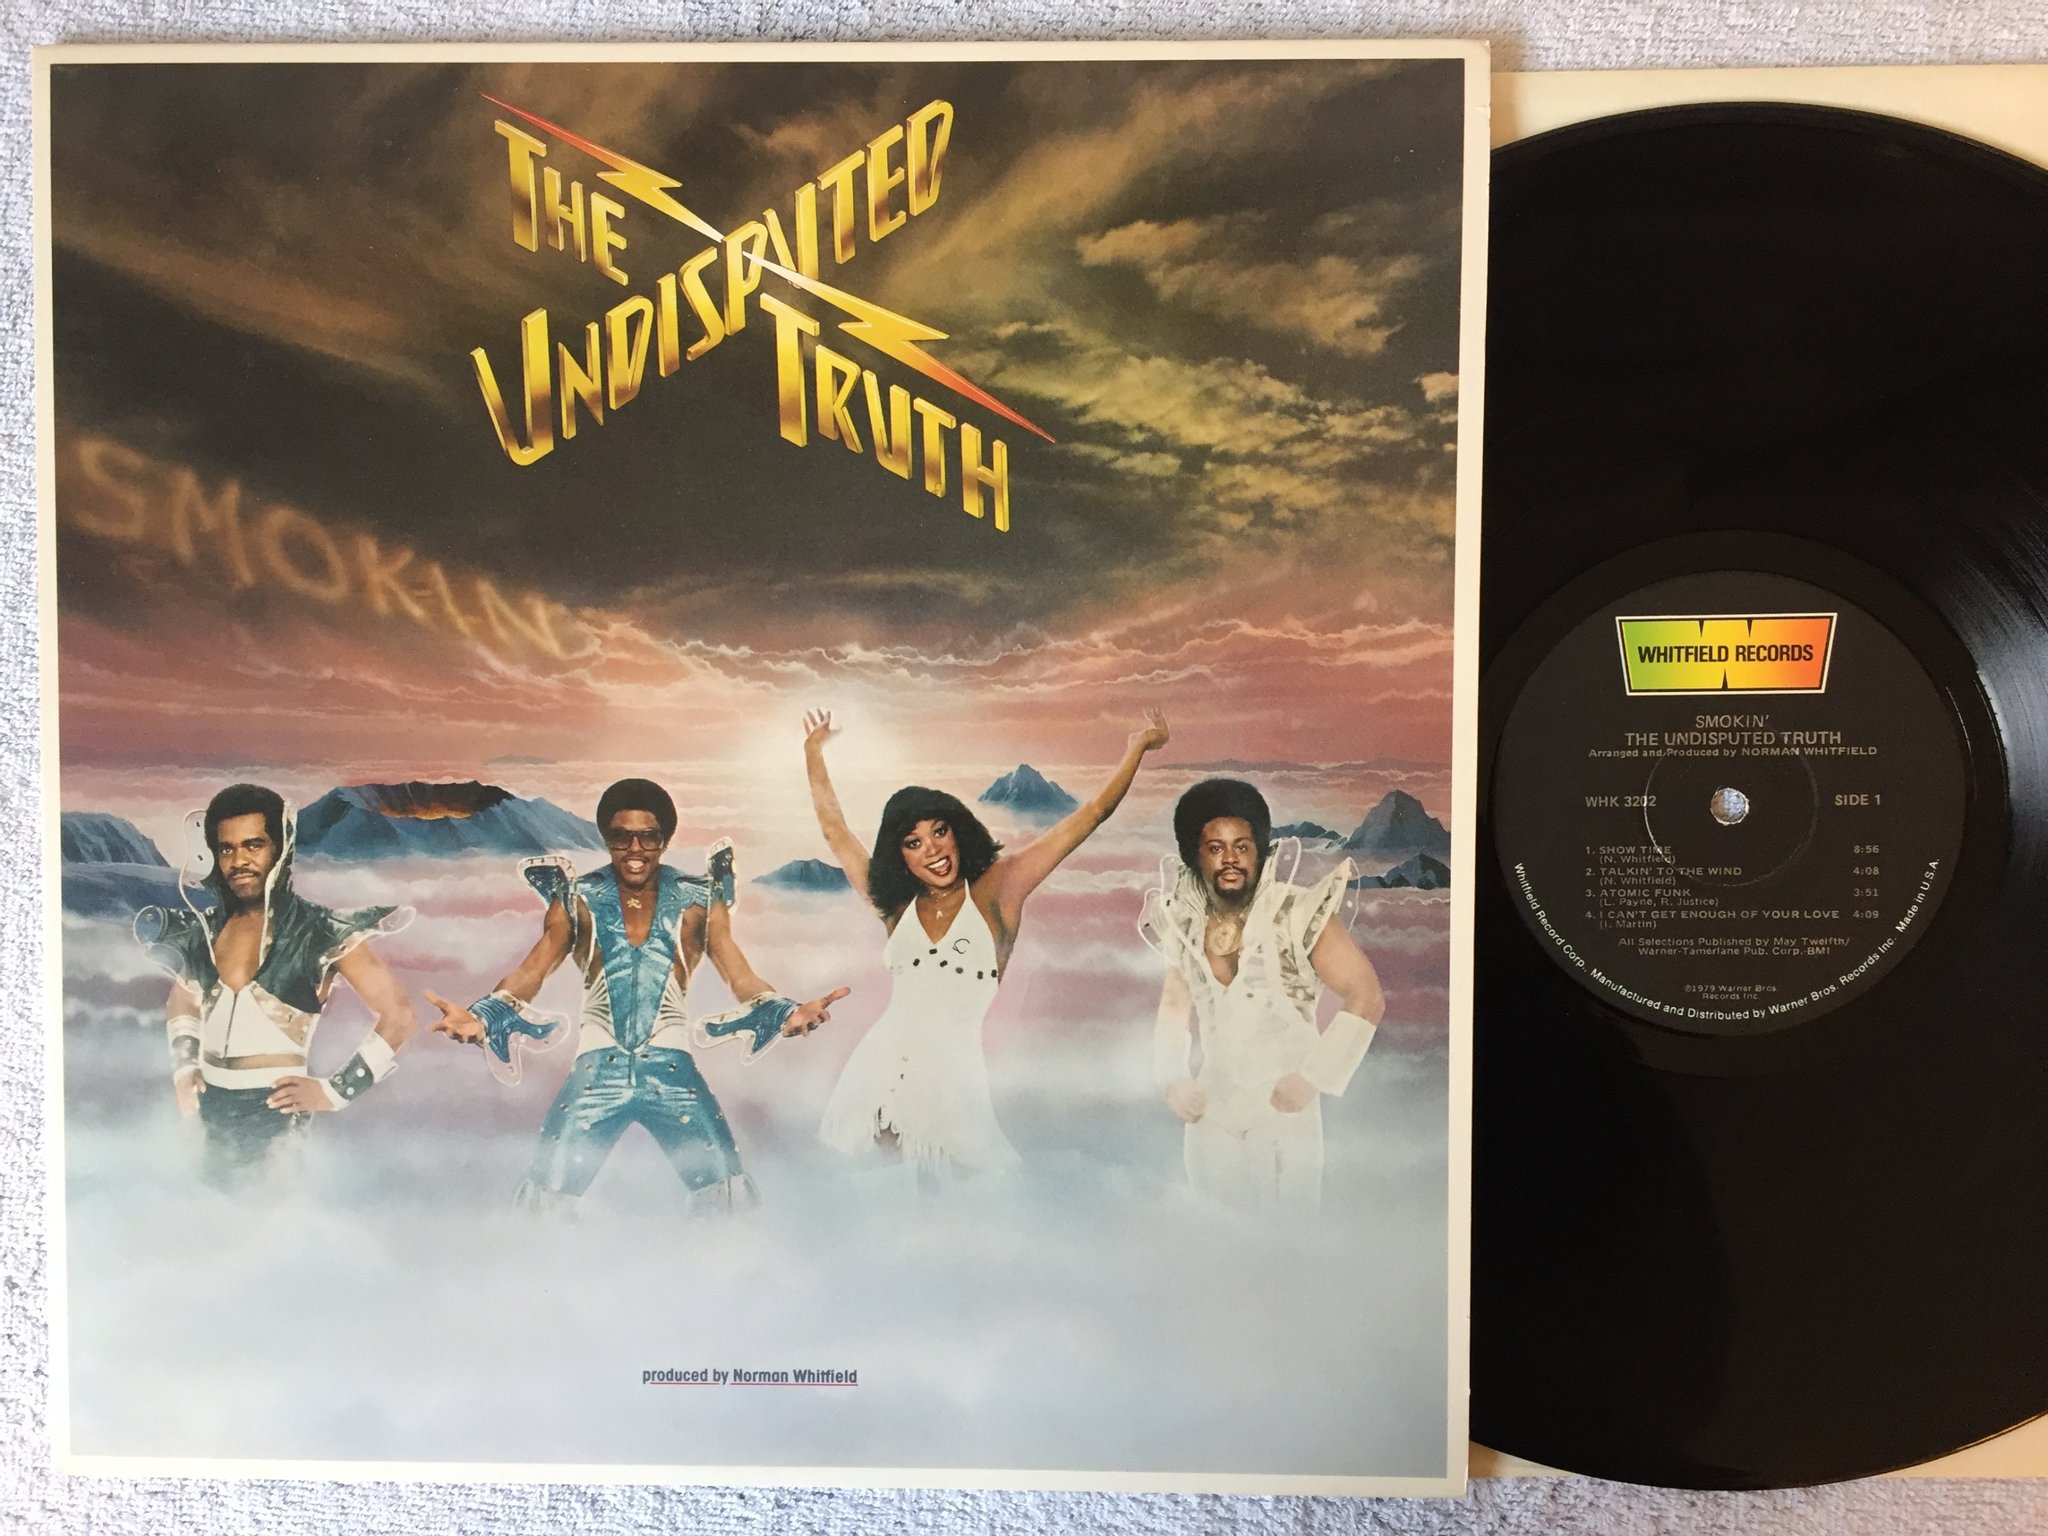 THE
UNDISPUTED
TRUTH
SMOKIN
produced by Norman Whitfield
WHITFIELD RECORDS
SMOKIN'
THE UNDISPUTED TRUTH
Arranged and Produced by NORMAN WHITFIELD
WHK 3202 SIDE 1
1. SHOW TIME 8:56
(N. Whitfield)
2. TALKIN' TO THE WIND 4:08
(N. Whitfield)
3. ATOMIC FUNK 3:51
(L. Payne, R. Justice)
4. I CAN'T GET ENOUGH OF YOUR LOVE 4:09
(I. Martin)
All Selections Published by May Twelfth/
Warner-Tamerlane Pub. Corp.-BMI
℗1979 Warner Bros.
Records Inc.
Whitfield Record Corp., Manufactured and Distributed by Warner Bros. Records Inc. Made in U.S.A.